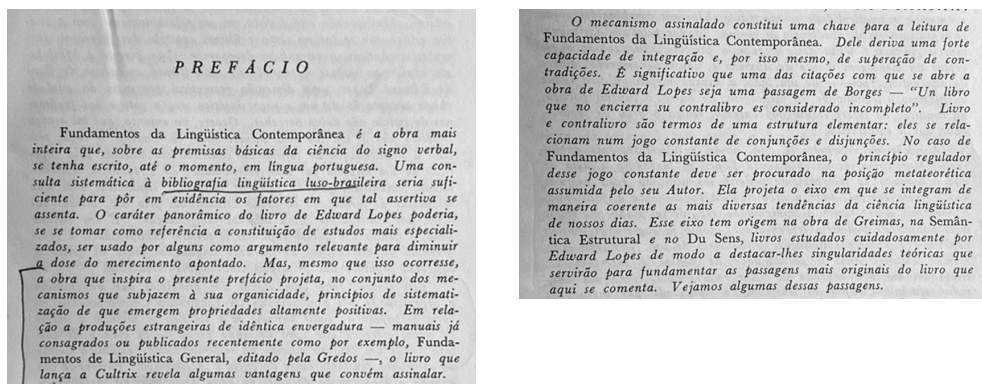 PREFÁCIO
Fundamentos da Lingüística Contemporânea é a obra mais
inteira que, sobre as premissas básicas da ciência do signo verbal,
se tenha escrito, até o momento, em língua portuguesa. Uma con-
sulta sistemática à bibliografia lingüística luso-brasileira seria sufi-
ciente para pôr em evidência os fatores em que tal assertiva se
assenta. O caráter panorâmico do livro de Edward Lopes poderia,
se se tomar como referência a constituição de estudos mais especiali-
zados, ser usado por alguns como argumento relevante para diminuir
a dose do merecimento apontado. Mas, mesmo que isso ocorresse,
a obra que inspira o presente prefácio projeta, no conjunto dos me-
canismos que subjazem à sua organicidade, princípios de sistemati-
zação de que emergem propriedades altamente positivas. Em rela-
ção a produções estrangeiras de idêntica envergadura — manuais já
consagrados ou publicados recentemente como por exemplo, Funda-
mentos de Lingüística General, editado pela Gredos —, o livro que
lança a Cultrix revela algumas vantagens que convém assinalar.
O mecanismo assinalado constitui uma chave para a leitura de
Fundamentos da Lingüística Contemporânea. Dele deriva uma forte
capacidade de integração e, por isso mesmo, de superação de con-
tradições. É significativo que uma das citações com que se abre a
obra de Edward Lopes seja uma passagem de Borges — “Un libro
que no encierra su contralibro es considerado incompleto”. Livro
e contralivro são termos de uma estrutura elementar: eles se rela-
cionam num jogo constante de conjunções e disjunções. No caso de
Fundamentos da Lingüística Contemporânea, o princípio regulador
desse jogo constante deve ser procurado na posição metateorética
assumida pelo seu Autor. Ela projeta o eixo em que se integram de
maneira coerente as mais diversas tendências da ciência lingüística
de nossos dias. Esse eixo tem origem na obra de Greimas, na Semân-
tica Estrutural e no Du Sens, livros estudados cuidadosamente por
Edward Lopes de modo a destacar-lhes singularidades teóricas que
servirão para fundamentar as passagens mais originais do livro que
aqui se comenta. Vejamos algumas dessas passagens.